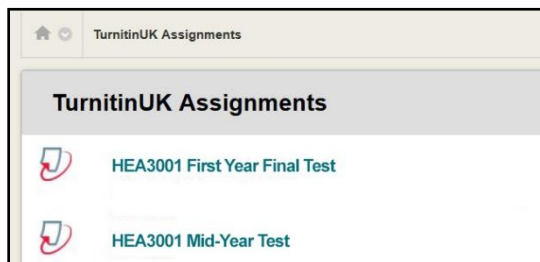 TurnitinUK Assignments
TurnitinUK Assignments
HEA3001 First Year Final Test
HEA3001 Mid-Year Test